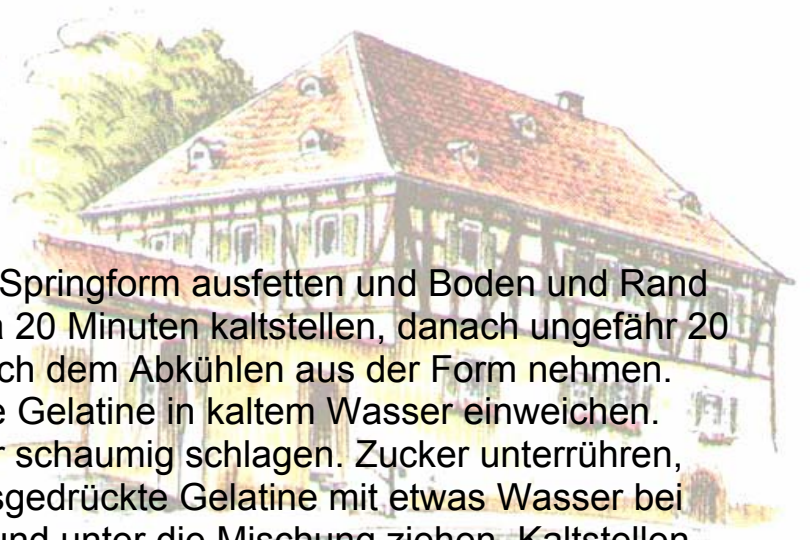 Springform ausfetten und Boden und Rand
20 Minuten kaltstellen, danach ungefähr 20
dem Abkühlen aus der Form nehmen.
Gelatine in kaltem Wasser einweichen.
schaumig schlagen. Zucker unterrühren,
Gelatine mit etwas Wasser bei
und unter die Mischung ziehen. Kaltstellen